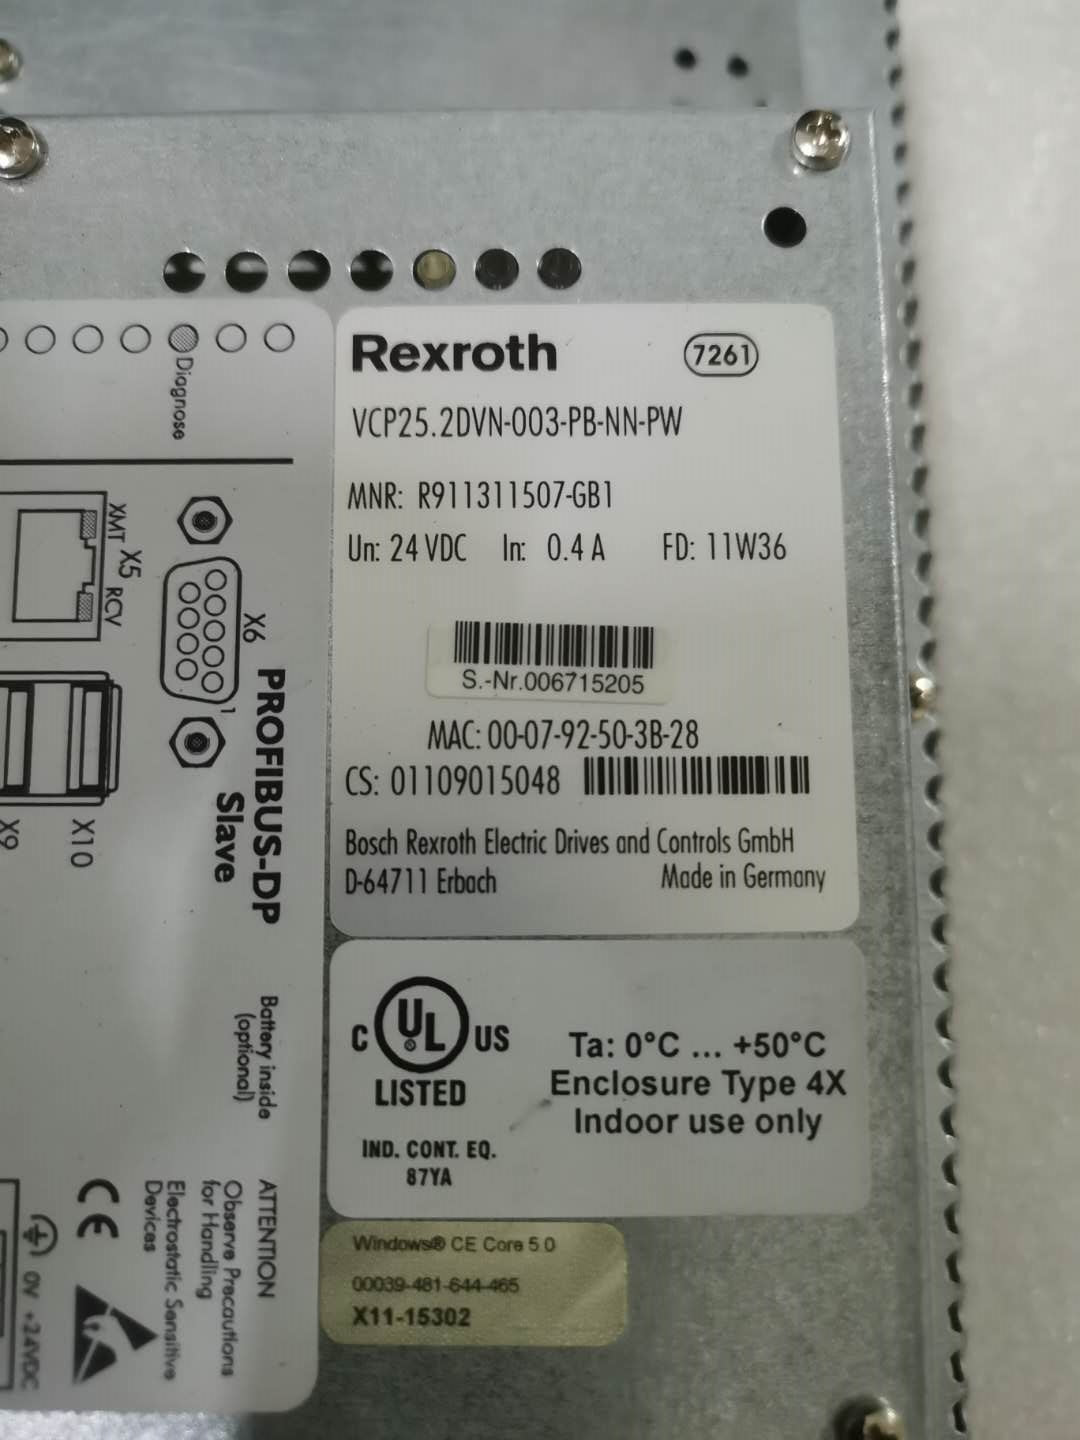 Rexroth
7261
VCP25.2DVN-003-PB-NN-PW
MNR: R911311507-GB1
Un: 24 VDC In: 0.4 A FD: 11W36
S.-Nr.006715205
MAC: 00-07-92-50-3B-28
CS: 01109015048
Bosch Rexroth Electric Drives and Controls GmbH
D-64711 Erbach Made in Germany
C UL US
®
LISTED
IND. CONT. EQ.
87YA
Ta: 0°C ... +50°C
Enclosure Type 4X
Indoor use only
Windows® CE Core 5.0
00039-481-644-465
X11-15302
Diagnose
XMT X5 RCV
X6
1
PROFIBUS-DP
Slave
X10
X9
Battery inside
(optional)
ATTENTION
Observe Precautions
for Handling
Electrostatic Sensitive
Devices
CE
0V +24VDC